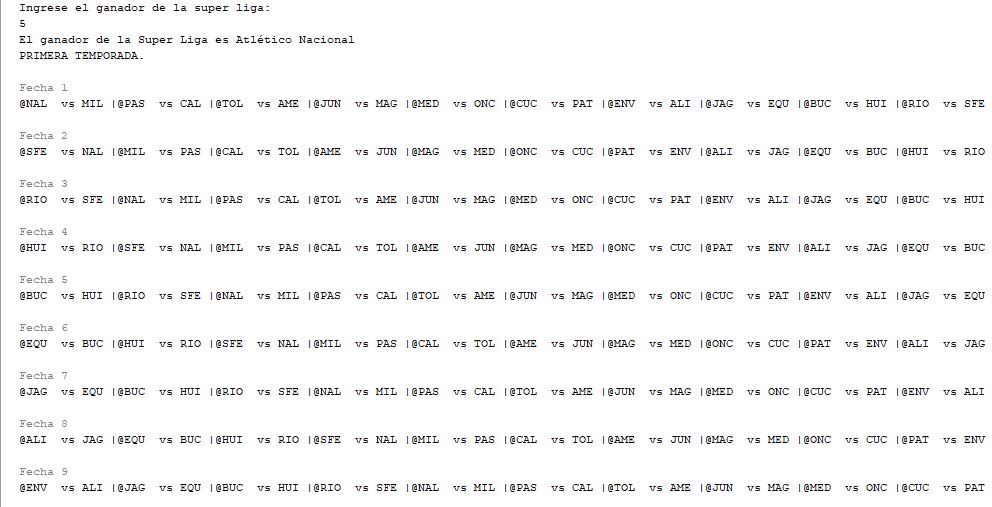 Ingrese el ganador de la super liga:
5
El ganador de la Super Liga es Atlético Nacional
PRIMERA TEMPORADA.
Fecha 1
@NAL vs MIL |@PAS vs CAL |@TOL vs AME |@JUN vs MAG |@MED vs ONC |@CUC vs PAT |@ENV vs ALI |@JAG vs EQU |@BUC vs HUI |@RIO vs SFE
Fecha 2
@SFE vs NAL |@MIL vs PAS |@CAL vs TOL |@AME vs JUN |@MAG vs MED |@ONC vs CUC |@PAT vs ENV |@ALI vs JAG |@EQU vs BUC |@HUI vs RIO
Fecha 3
@RIO vs SFE |@NAL vs MIL |@PAS vs CAL |@TOL vs AME |@JUN vs MAG |@MED vs ONC |@CUC vs PAT |@ENV vs ALI |@JAG vs EQU |@BUC vs HUI
Fecha 4
@HUI vs RIO |@SFE vs NAL |@MIL vs PAS |@CAL vs TOL |@AME vs JUN |@MAG vs MED |@ONC vs CUC |@PAT vs ENV |@ALI vs JAG |@EQU vs BUC
Fecha 5
@BUC vs HUI |@RIO vs SFE |@NAL vs MIL |@PAS vs CAL |@TOL vs AME |@JUN vs MAG |@MED vs ONC |@CUC vs PAT |@ENV vs ALI |@JAG vs EQU
Fecha 6
@EQU vs BUC |@HUI vs RIO |@SFE vs NAL |@MIL vs PAS |@CAL vs TOL |@AME vs JUN |@MAG vs MED |@ONC vs CUC |@PAT vs ENV |@ALI vs JAG
Fecha 7
@JAG vs EQU |@BUC vs HUI |@RIO vs SFE |@NAL vs MIL |@PAS vs CAL |@TOL vs AME |@JUN vs MAG |@MED vs ONC |@CUC vs PAT |@ENV vs ALI
Fecha 8
@ALI vs JAG |@EQU vs BUC |@HUI vs RIO |@SFE vs NAL |@MIL vs PAS |@CAL vs TOL |@AME vs JUN |@MAG vs MED |@ONC vs CUC |@PAT vs ENV
Fecha 9
@ENV vs ALI |@JAG vs EQU |@BUC vs HUI |@RIO vs SFE |@NAL vs MIL |@PAS vs CAL |@TOL vs AME |@JUN vs MAG |@MED vs ONC |@CUC vs PAT